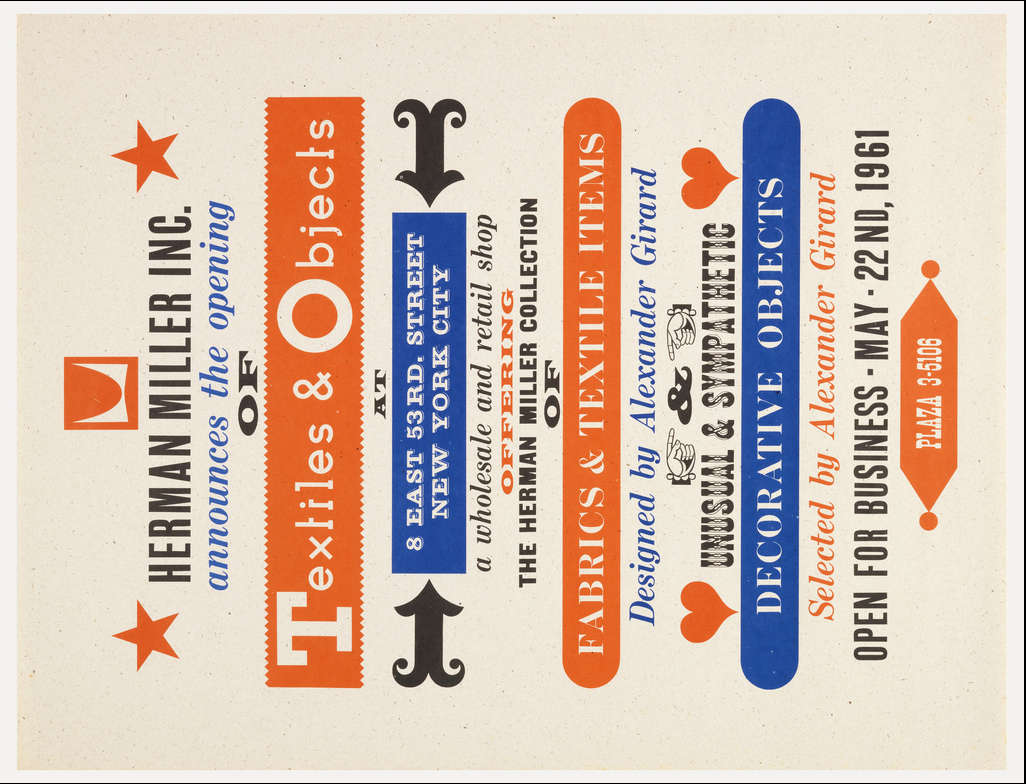 HERMAN MILLER INC.
announces the opening
OF
Textiles & Objects
AT
8 EAST 53RD. STREET
NEW YORK CITY
a wholesale and retail shop
OFFERING
THE HERMAN MILLER COLLECTION
OF
FABRICS & TEXTILE ITEMS
Designed by Alexander Girard
&
UNUSUAL & SYMPATHETIC
DECORATIVE OBJECTS
Selected by Alexander Girard
OPEN FOR BUSINESS - MAY - 22ND, 1961
PLAZA 3-5106